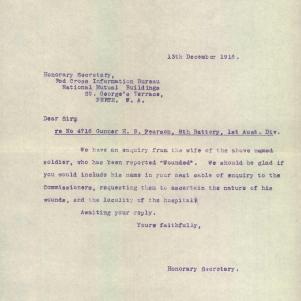 13th December 1916.
Honorary Secretary,
Red Cross Information Bureau
National Mutual Buildings
St. George's Terrace,
PERTH, W. A.
Dear Sir,
re No 4716 Gunner H. S. Pearson, 8th Battery, 1st Aust. Div.
We have an enquiry from the wife of the above named
soldier, who has been reported "Wounded". We should be glad if
you would include his name in your next cable of enquiry to the
Commissioners, requesting them to ascertain the nature of his
wounds, and the locality of the hospital.
Awaiting your reply.
Yours faithfully,
Honorary Secretary.